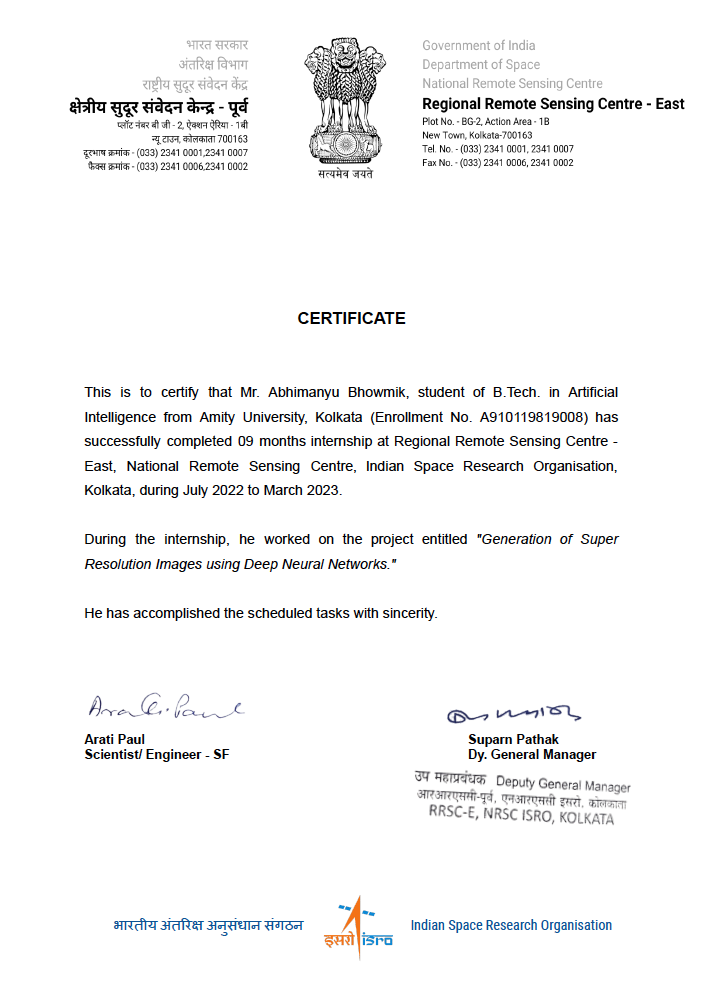 भारत सरकार
अंतरिक्ष विभाग
राष्ट्रीय सुदूर संवेदन केंद्र
क्षेत्रीय सुदूर संवेदन केन्द्र - पूर्व
प्लॉट नंबर बी जी - 2, ऐक्शन ऐरिया - 1बी
न्यू टाउन, कोलकाता 700163
दूरभाष क्रमांक - (033) 2341 0001,2341 0007
फैक्स क्रमांक - (033) 2341 0006,2341 0002
सत्यमेव जयते
Government of India
Department of Space
National Remote Sensing Centre
Regional Remote Sensing Centre - East
Plot No. - BG-2, Action Area - 1B
New Town, Kolkata-700163
Tel. No. - (033) 2341 0001, 2341 0007
Fax No. - (033) 2341 0006, 2341 0002
CERTIFICATE
This is to certify that Mr. Abhimanyu Bhowmik, student of B.Tech. in Artificial
Intelligence from Amity University, Kolkata (Enrollment No. A910119819008) has
successfully completed 09 months internship at Regional Remote Sensing Centre -
East, National Remote Sensing Centre, Indian Space Research Organisation,
Kolkata, during July 2022 to March 2023.
During the internship, he worked on the project entitled "Generation of Super
Resolution Images using Deep Neural Networks."
He has accomplished the scheduled tasks with sincerity.
Arati Paul
Arati Paul
Scientist/ Engineer - SF
Suparn Pathak
Dy. General Manager
उप महाप्रबंधक Deputy General Manager
आरआरएससी-पूर्व, एनआरएससी इसरो, कोलकाता
RRSC-E, NRSC ISRO, KOLKATA
भारतीय अंतरिक्ष अनुसंधान संगठन
इसरो isro
Indian Space Research Organisation